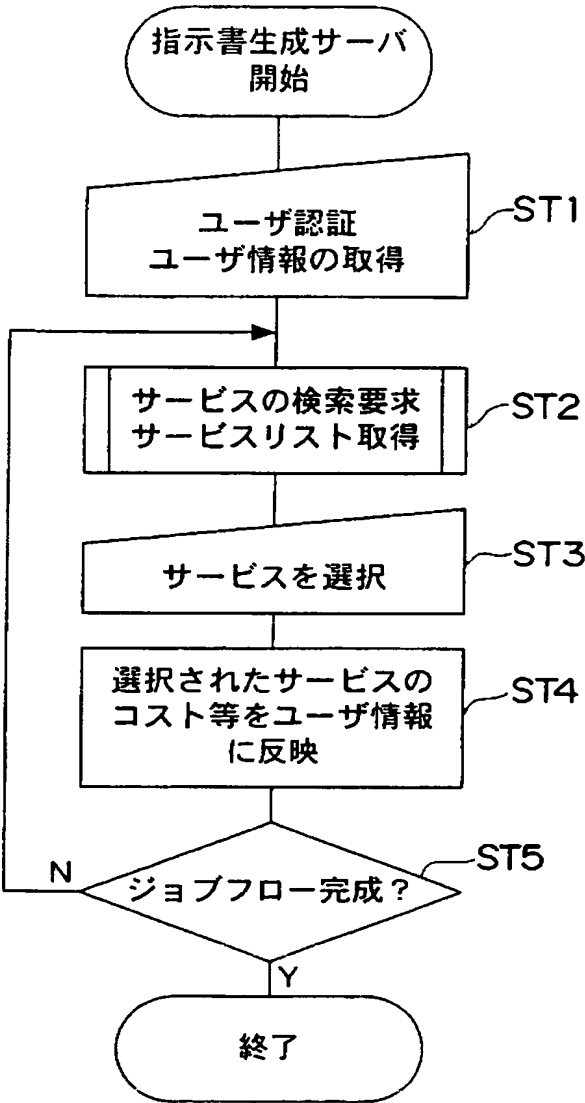 指示書生成サーバ
開始
ユーザ認証
ユーザ情報の取得
ST1
サービスの検索要求
サービスリスト取得
ST2
サービスを選択
ST3
選択されたサービスの
コスト等をユーザ情報
に反映
ST4
ジョブフロー完成?
ST5
N
Y
終了